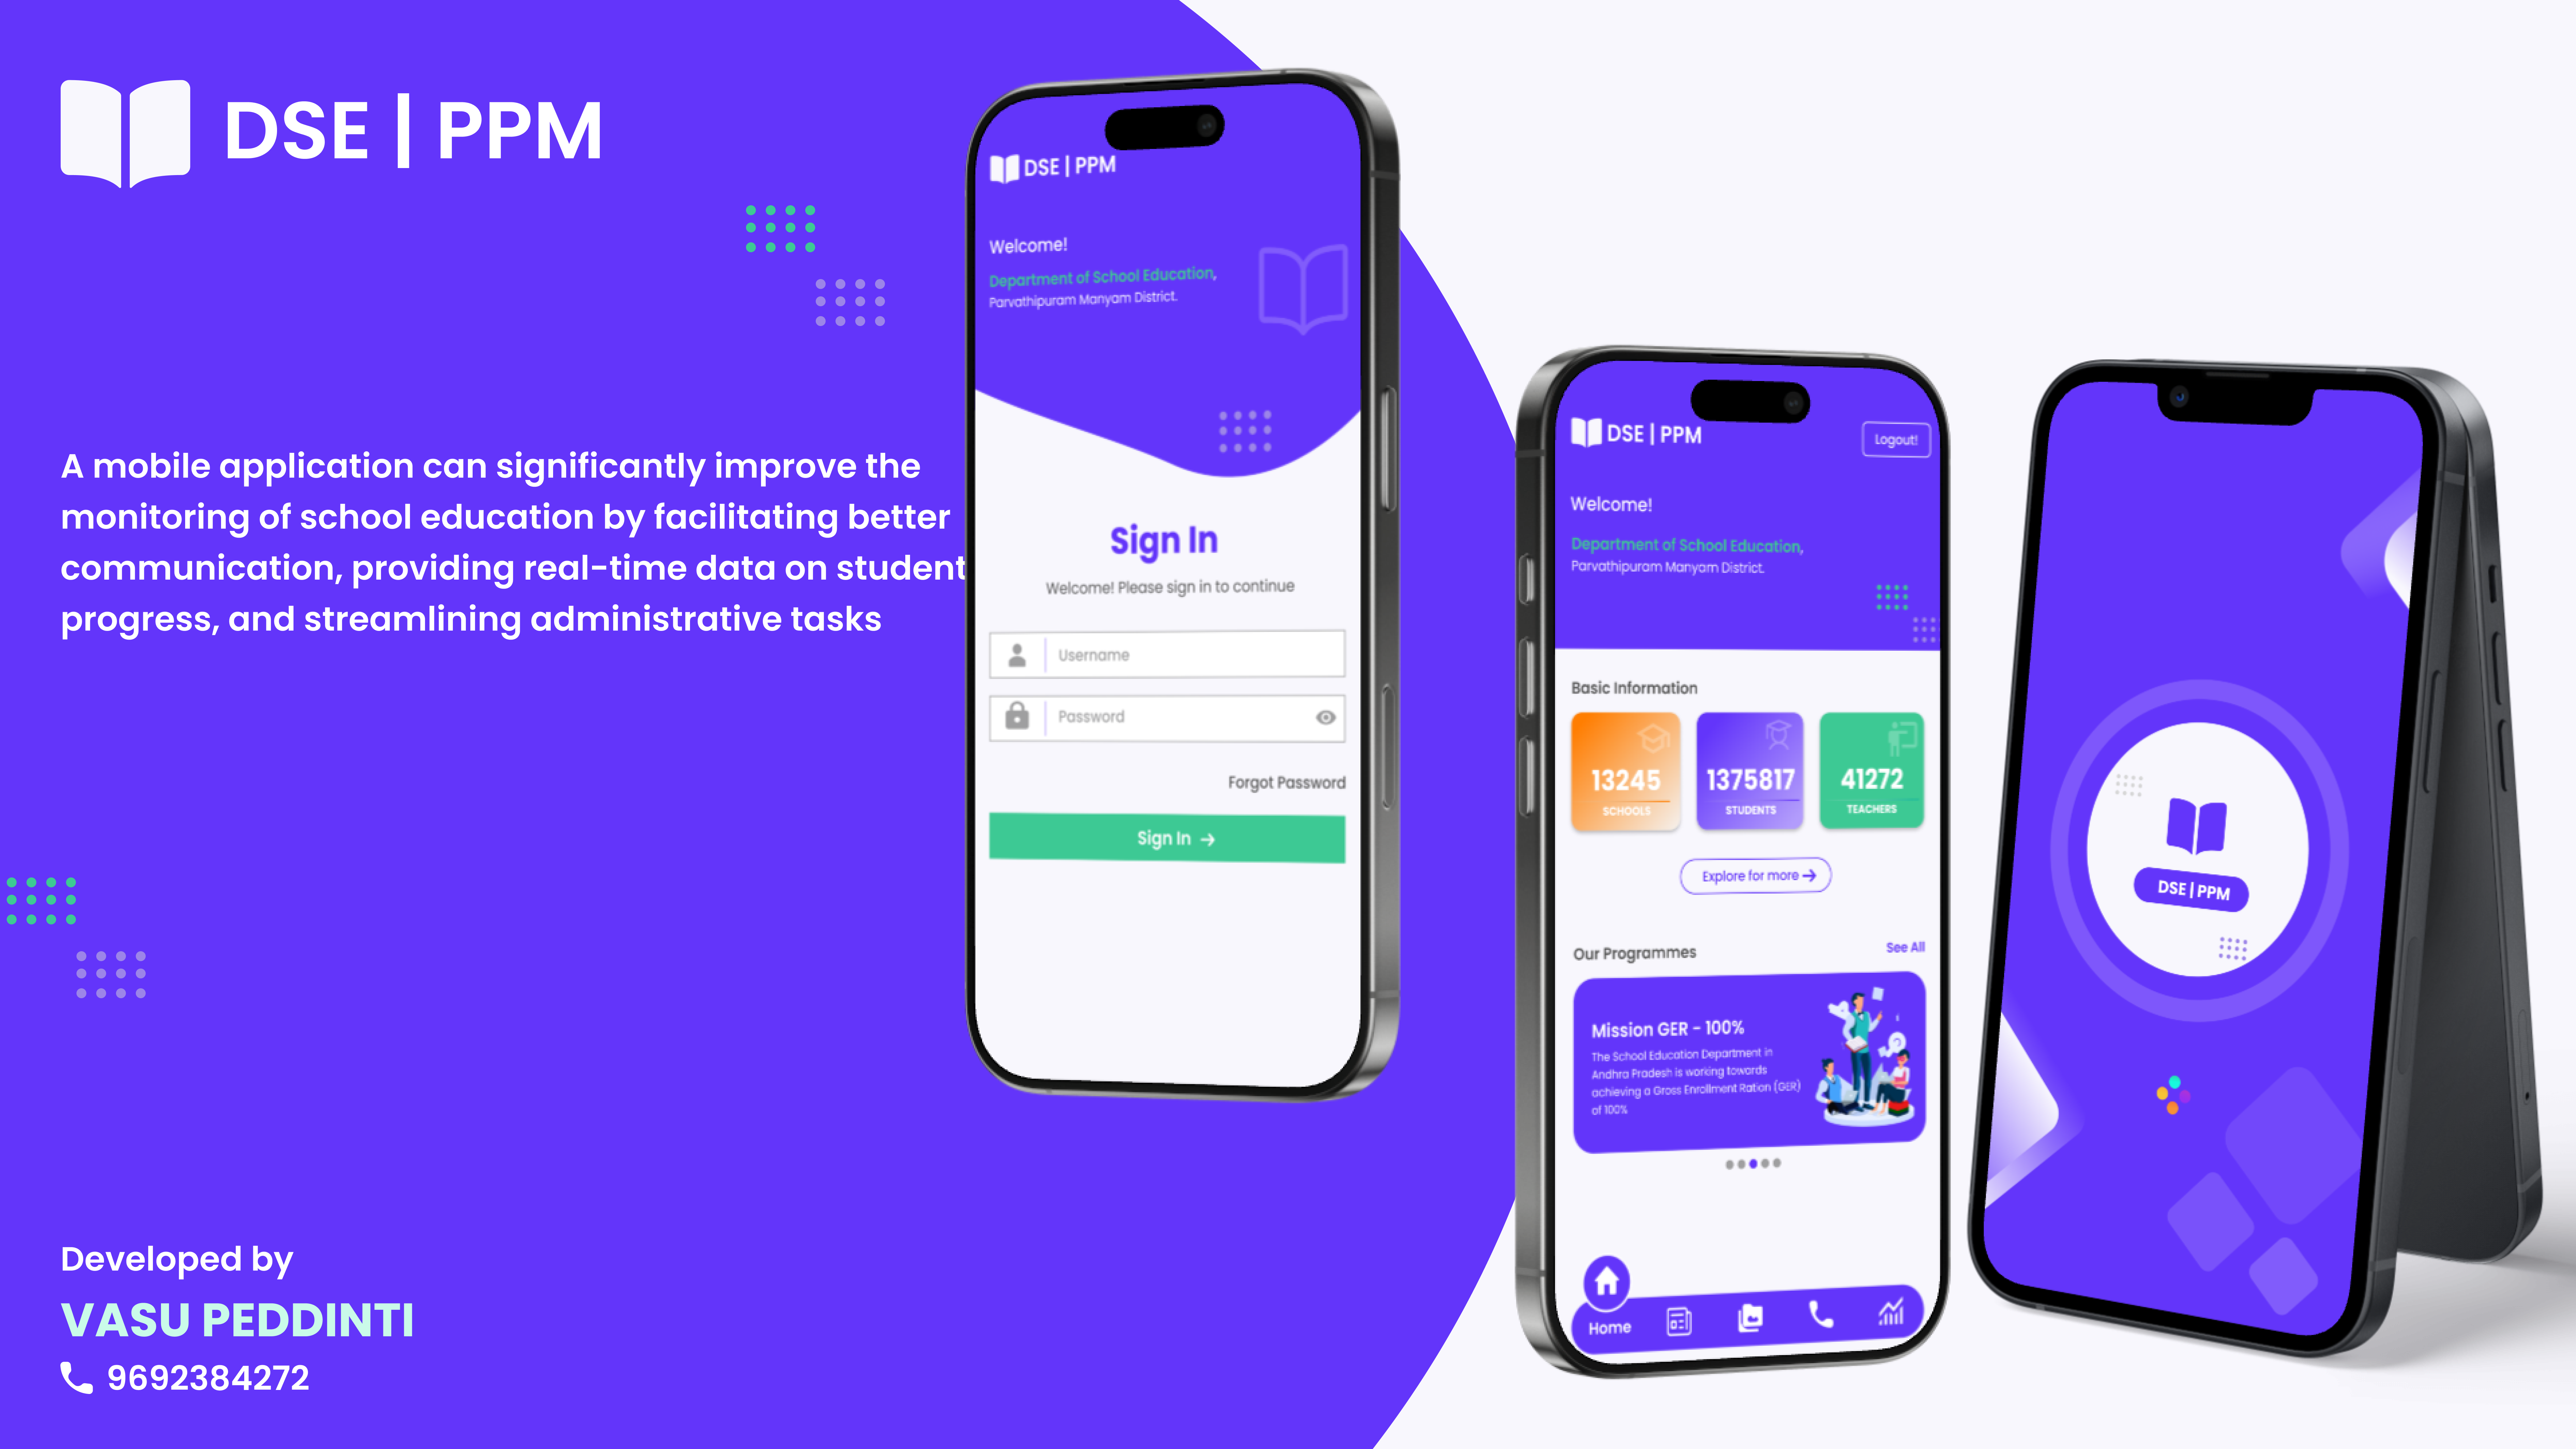 DSE | PPM
A mobile application can significantly improve the
monitoring of school education by facilitating better
communication, providing real-time data on student
progress, and streamlining administrative tasks
Developed by
VASU PEDDINTI
9692384272
DSE | PPM
Welcome!
Department of School Education,
Parvathipuram Manyam District.
Sign In
Welcome! Please sign in to continue
Username
Password
Forgot Password
Sign In →
DSE | PPM
Logout!
Welcome!
Department of School Education,
Parvathipuram Manyam District.
Basic Information
13245
SCHOOLS
1375817
STUDENTS
41272
TEACHERS
Explore for more →
Our Programmes
See All
Mission GER - 100%
The School Education Department in
Andhra Pradesh is working towards
achieving a Gross Enrollment Ration (GER)
of 100%
Home
DSE | PPM